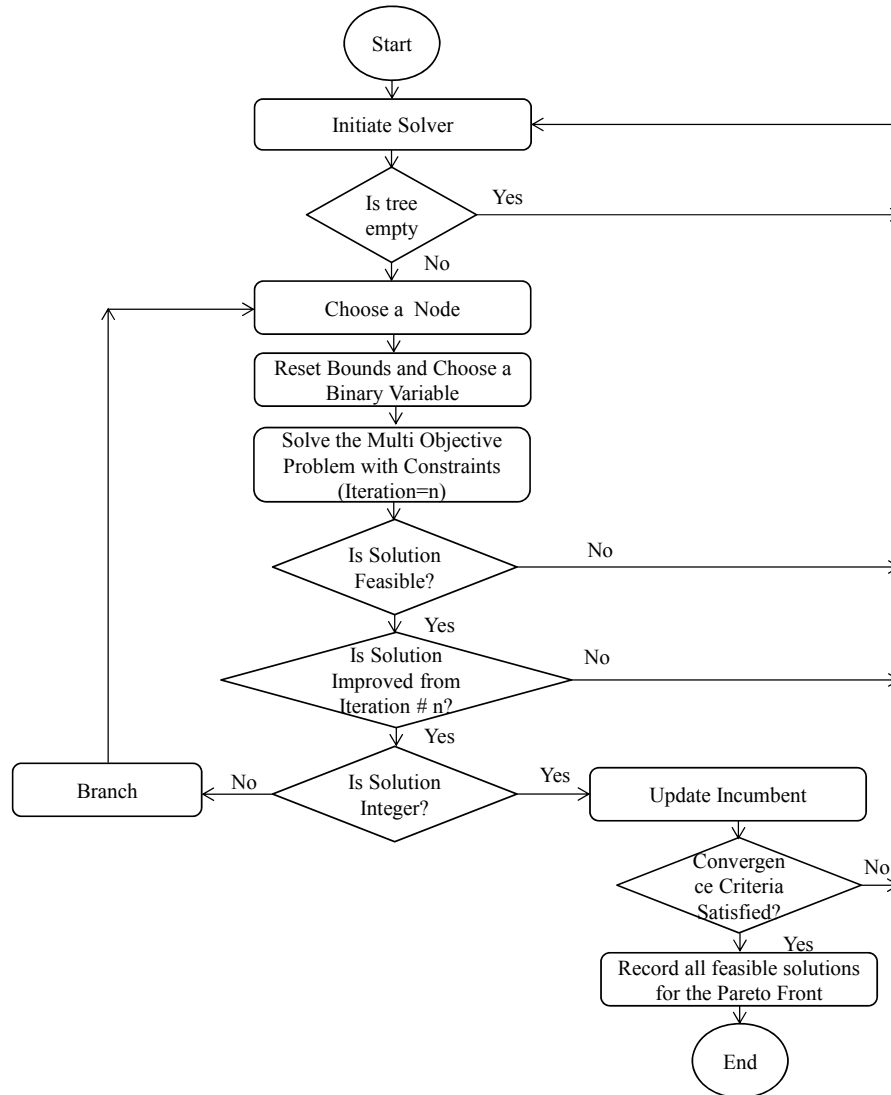 Start
Initiate Solver
Is tree
empty
Yes
No
Choose a Node
Reset Bounds and Choose a
Binary Variable
Solve the Multi Objective
Problem with Constraints
(Iteration=n)
Is Solution
Feasible?
No
Yes
Is Solution
Improved from
Iteration # n?
No
Yes
Is Solution
Integer?
No
Branch
Yes
Update Incumbent
Convergen
ce Criteria
Satisfied?
No
Yes
Record all feasible solutions
for the Pareto Front
End